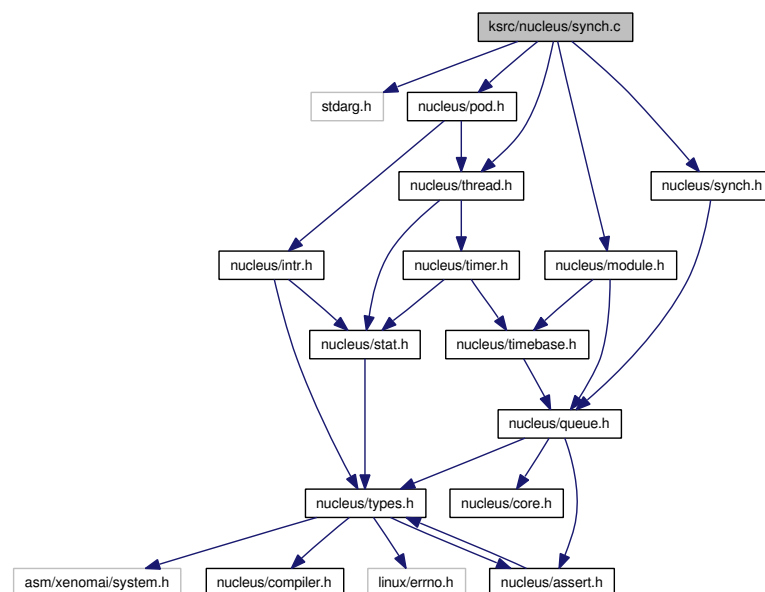 ksrc/nucleus/synch.c
stdarg.h
nucleus/pod.h
nucleus/thread.h
nucleus/synch.h
nucleus/intr.h
nucleus/timer.h
nucleus/module.h
nucleus/stat.h
nucleus/timebase.h
nucleus/queue.h
nucleus/types.h
nucleus/core.h
asm/xenomai/system.h
nucleus/compiler.h
linux/errno.h
nucleus/assert.h